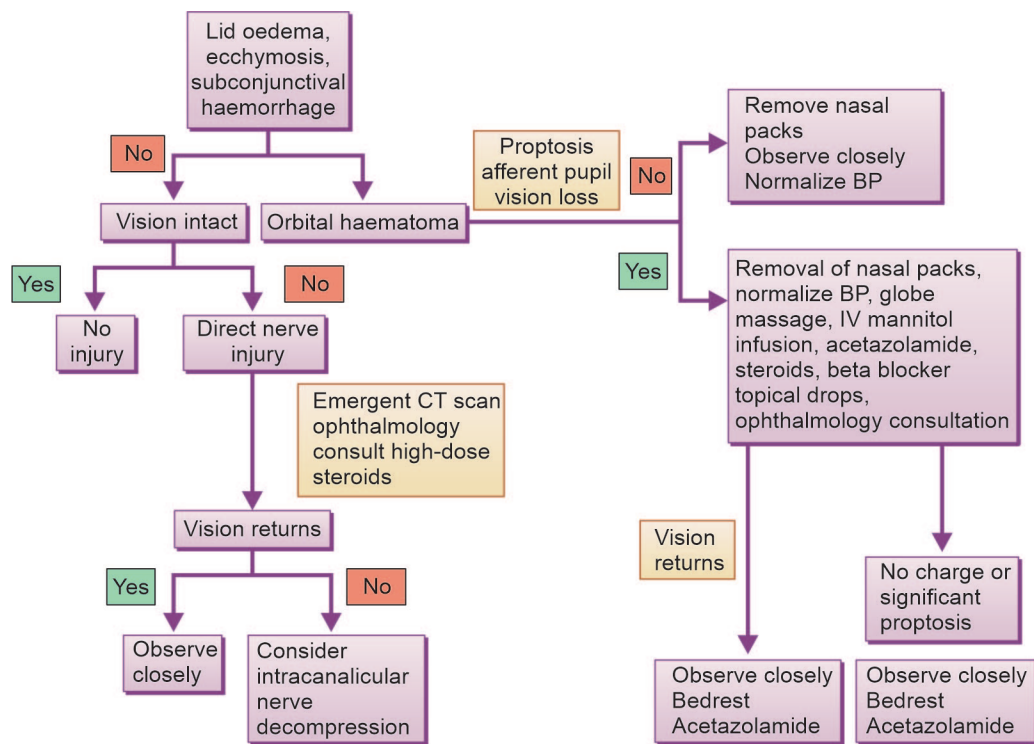 Lid oedema,
ecchymosis,
subconjunctival
haemorrhage
No
Proptosis
afferent pupil
vision loss
No
Remove nasal
packs
Observe closely
Normalize BP
Vision intact
Orbital haematoma
Yes
No
Yes
No
injury
Direct nerve
injury
Removal of nasal packs,
normalize BP, globe
massage, IV mannitol
infusion, acetazolamide,
steroids, beta blocker
topical drops,
ophthalmology consultation
Emergent CT scan
ophthalmology
consult high-dose
steroids
Vision returns
Yes
No
Observe
closely
Consider
intracanalicular
nerve
decompression
Vision
returns
No charge or
significant
proptosis
Observe closely
Bedrest
Acetazolamide
Observe closely
Bedrest
Acetazolamide